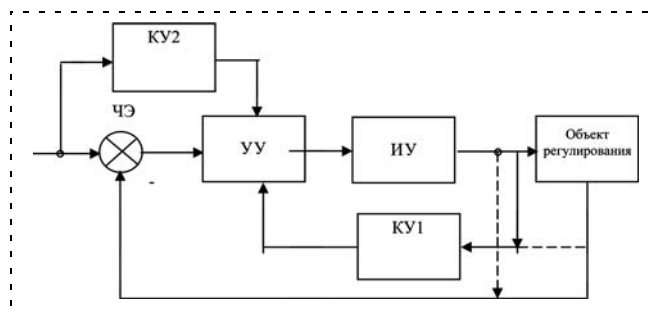 КУ2
ЧЭ
УУ
ИУ
Объект
регулирования
-
КУ1